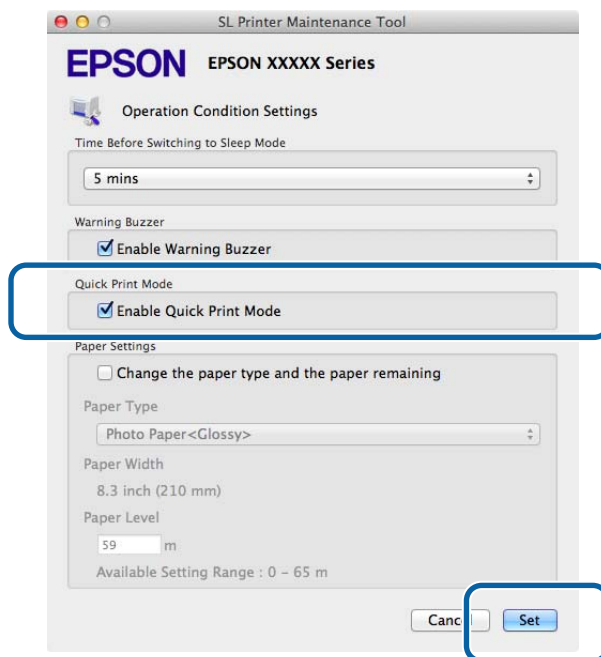 SL Printer Maintenance Tool
EPSON EPSON XXXXX Series
Operation Condition Settings
Time Before Switching to Sleep Mode
5 mins
Warning Buzzer
Enable Warning Buzzer
Quick Print Mode
Enable Quick Print Mode
Paper Settings
Change the paper type and the paper remaining
Paper Type
Photo Paper<Glossy>
Paper Width
8.3 inch (210 mm)
Paper Level
59 m
Available Setting Range : 0 – 65 m
Cancel Set